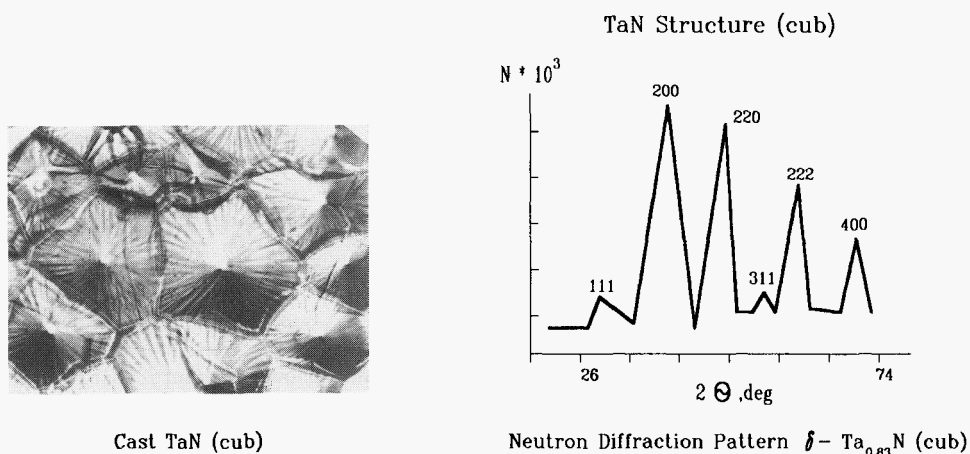 TaN Structure (cub)
N * 10³
200
220
222
400
111
311
26
74
2 Θ ,deg
Cast TaN (cub)
Neutron Diffraction Pattern δ - Ta₀.₈₃N (cub)